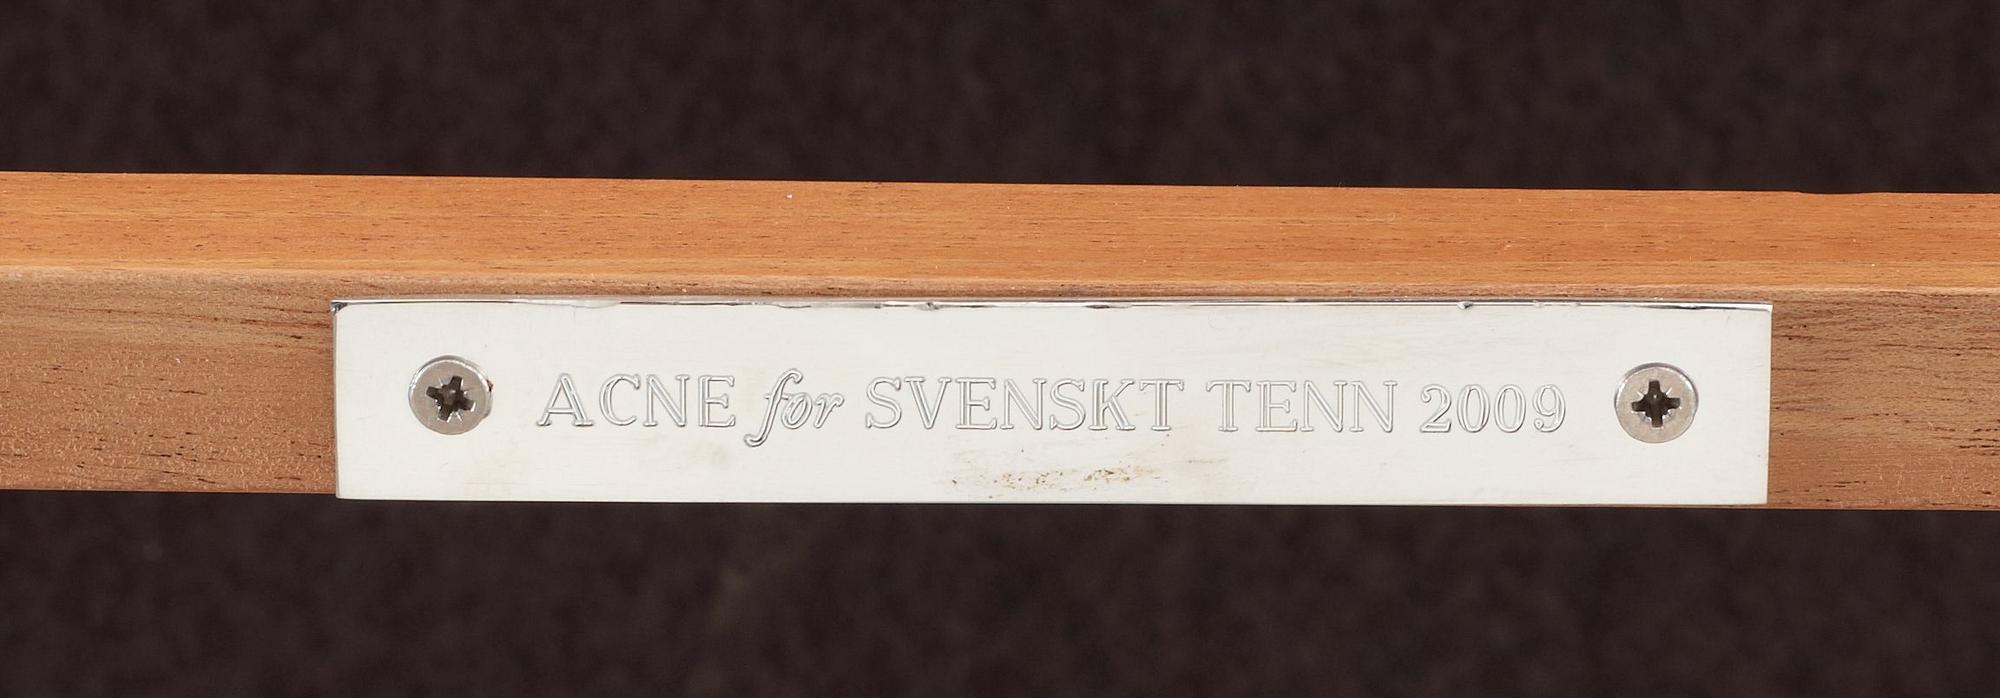 ACNE for SVENSKT TENN 2009